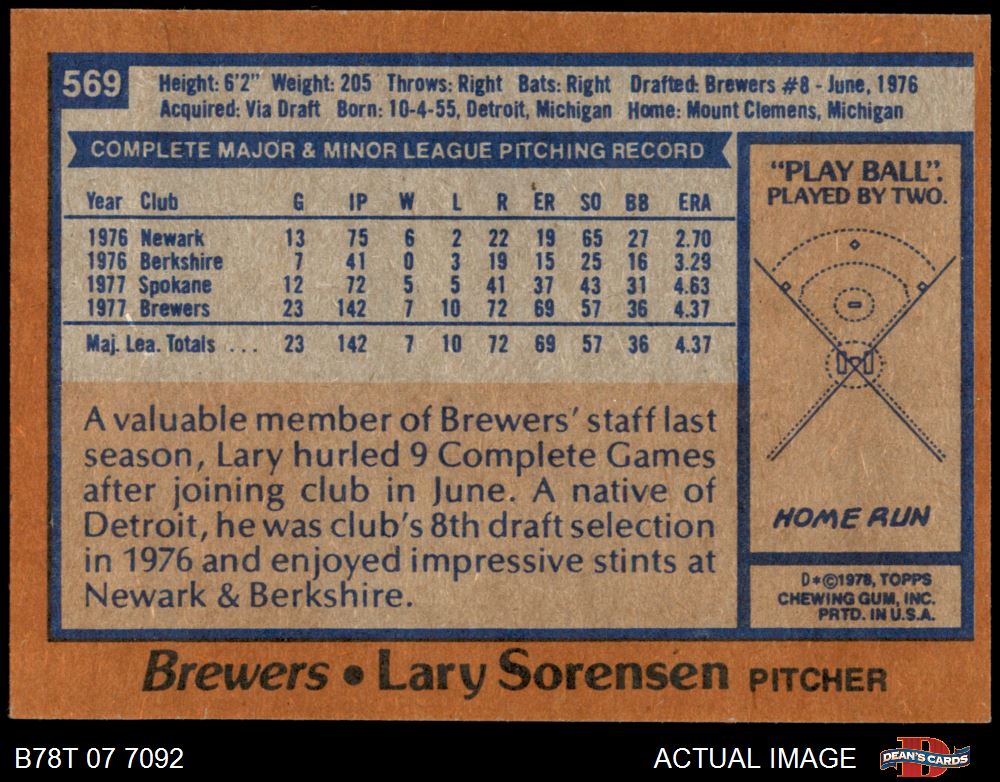 569
Height: 6'2" Weight: 205 Throws: Right Bats: Right Drafted: Brewers #8 - June, 1976
Acquired: Via Draft Born: 10-4-55, Detroit, Michigan Home: Mount Clemens, Michigan
COMPLETE MAJOR & MINOR LEAGUE PITCHING RECORD
Year Club G IP W L R ER SO BB ERA
1976 Newark 13 75 6 2 22 19 65 27 2.70
1976 Berkshire 7 41 0 3 19 15 25 16 3.29
1977 Spokane 12 72 5 5 41 37 43 31 4.63
1977 Brewers 23 142 7 10 72 69 57 36 4.37
Maj. Lea. Totals ... 23 142 7 10 72 69 57 36 4.37
A valuable member of Brewers' staff last
season, Lary hurled 9 Complete Games
after joining club in June. A native of
Detroit, he was club's 8th draft selection
in 1976 and enjoyed impressive stints at
Newark & Berkshire.
"PLAY BALL".
PLAYED BY TWO.
HOME RUN
D*©1978, TOPPS
CHEWING GUM, INC.
PRTD. IN U.S.A.
Brewers • Lary Sorensen PITCHER
B78T 07 7092 ACTUAL IMAGE
DEAN'S CARDS